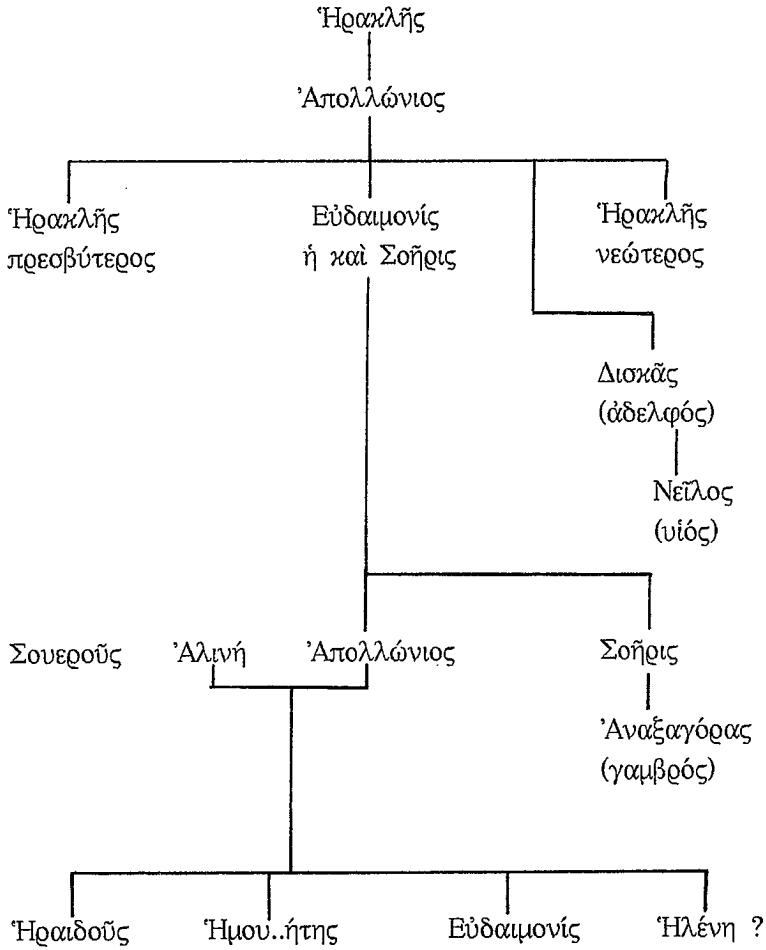 Ἡρακλῆς
Ἀπολλώνιος
Ἡρακλῆς Εὐδαιμονίς Ἡρακλῆς
πρεσβύτερος ἡ καὶ Σοῆρις νεώτερος
Δισκᾶς
(ἀδελφός)
Νεῖλος
(υἱός)
Σουεροῦς Ἀλινή Ἀπολλώνιος Σοῆρις
Ἀναξαγόρας
(γαμβρός)
Ἡραιδοῦς Ἡμου..ήτης Εὐδαιμονίς Ἡλένη ?